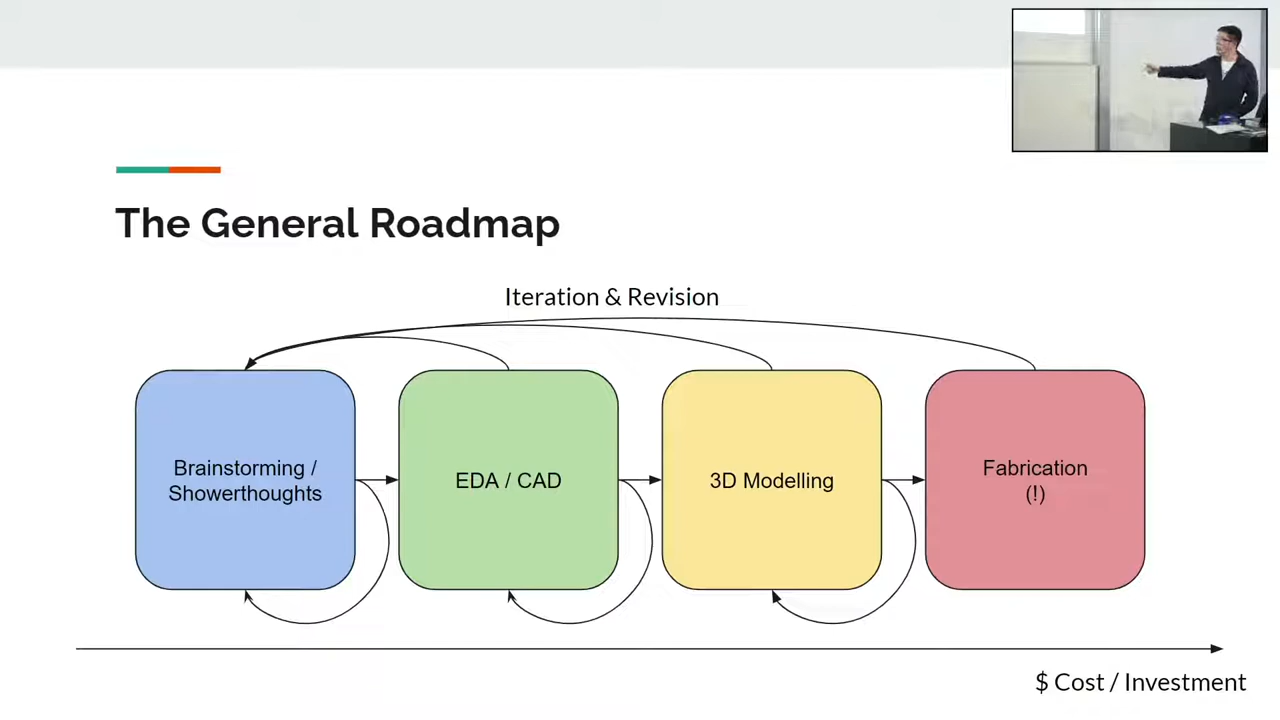 The General Roadmap
Iteration & Revision
Brainstorming /
Showerthoughts
EDA / CAD
3D Modelling
Fabrication
(!)
$ Cost / Investment